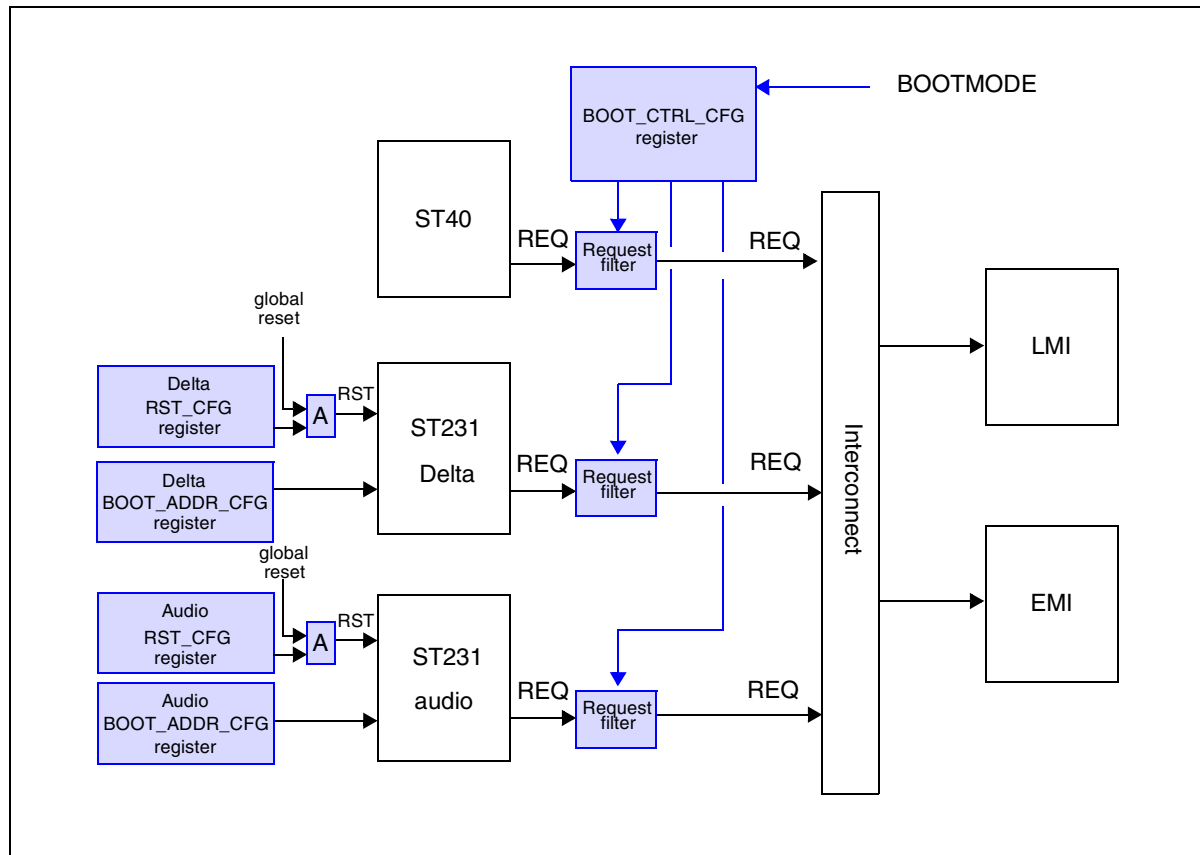 BOOTMODE
BOOT_CTRL_CFG
register
ST40
REQ
Request
filter
REQ
global
reset
Delta
RST_CFG
register
A
RST
ST231
Delta
REQ
Request
filter
REQ
Delta
BOOT_ADDR_CFG
register
Interconnect
LMI
EMI
global
reset
Audio
RST_CFG
register
A
RST
ST231
audio
REQ
Request
filter
REQ
Audio
BOOT_ADDR_CFG
register